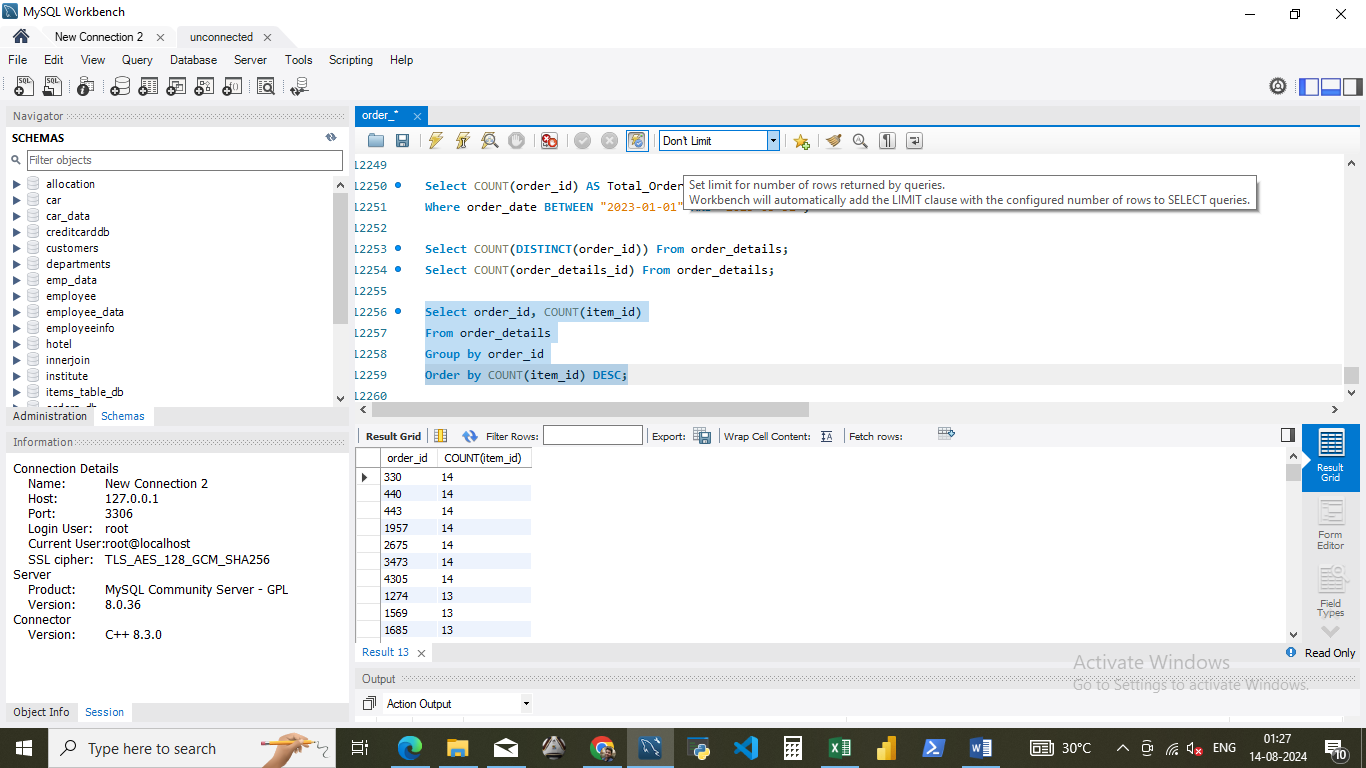 MySQL Workbench
New Connection 2
unconnected
File Edit View Query Database Server Tools Scripting Help
Navigator
SCHEMAS
Filter objects
allocation
car
car_data
creditcarddb
customers
departments
emp_data
employee
employee_data
employeeinfo
hotel
innerjoin
institute
items_table_db
Administration Schemas
Information
Connection Details
Name: New Connection 2
Host: 127.0.0.1
Port: 3306
Login User: root
Current User: root@localhost
SSL cipher: TLS_AES_128_GCM_SHA256
Server
Product: MySQL Community Server - GPL
Version: 8.0.36
Connector
Version: C++ 8.3.0
Object Info Session
order_*
Don't Limit
Set limit for number of rows returned by queries.
Workbench will automatically add the LIMIT clause with the configured number of rows to SELECT queries.
12249
12250 Select COUNT(order_id) AS Total_Order
12251 Where order_date BETWEEN "2023-01-01"
12252
12253 Select COUNT(DISTINCT(order_id)) From order_details;
12254 Select COUNT(order_details_id) From order_details;
12255
12256 Select order_id, COUNT(item_id)
12257 From order_details
12258 Group by order_id
12259 Order by COUNT(item_id) DESC;
12260
Result Grid Filter Rows: Export: Wrap Cell Content: IA Fetch rows:
order_id COUNT(item_id)
330 14
440 14
443 14
1957 14
2675 14
3473 14
4305 14
1274 13
1569 13
1685 13
Result Grid
Form Editor
Field Types
Result 13
Read Only
Output
Action Output
Activate Windows
Go to Settings to activate Windows.
Type here to search
30°C
ENG
01:27
14-08-2024
10